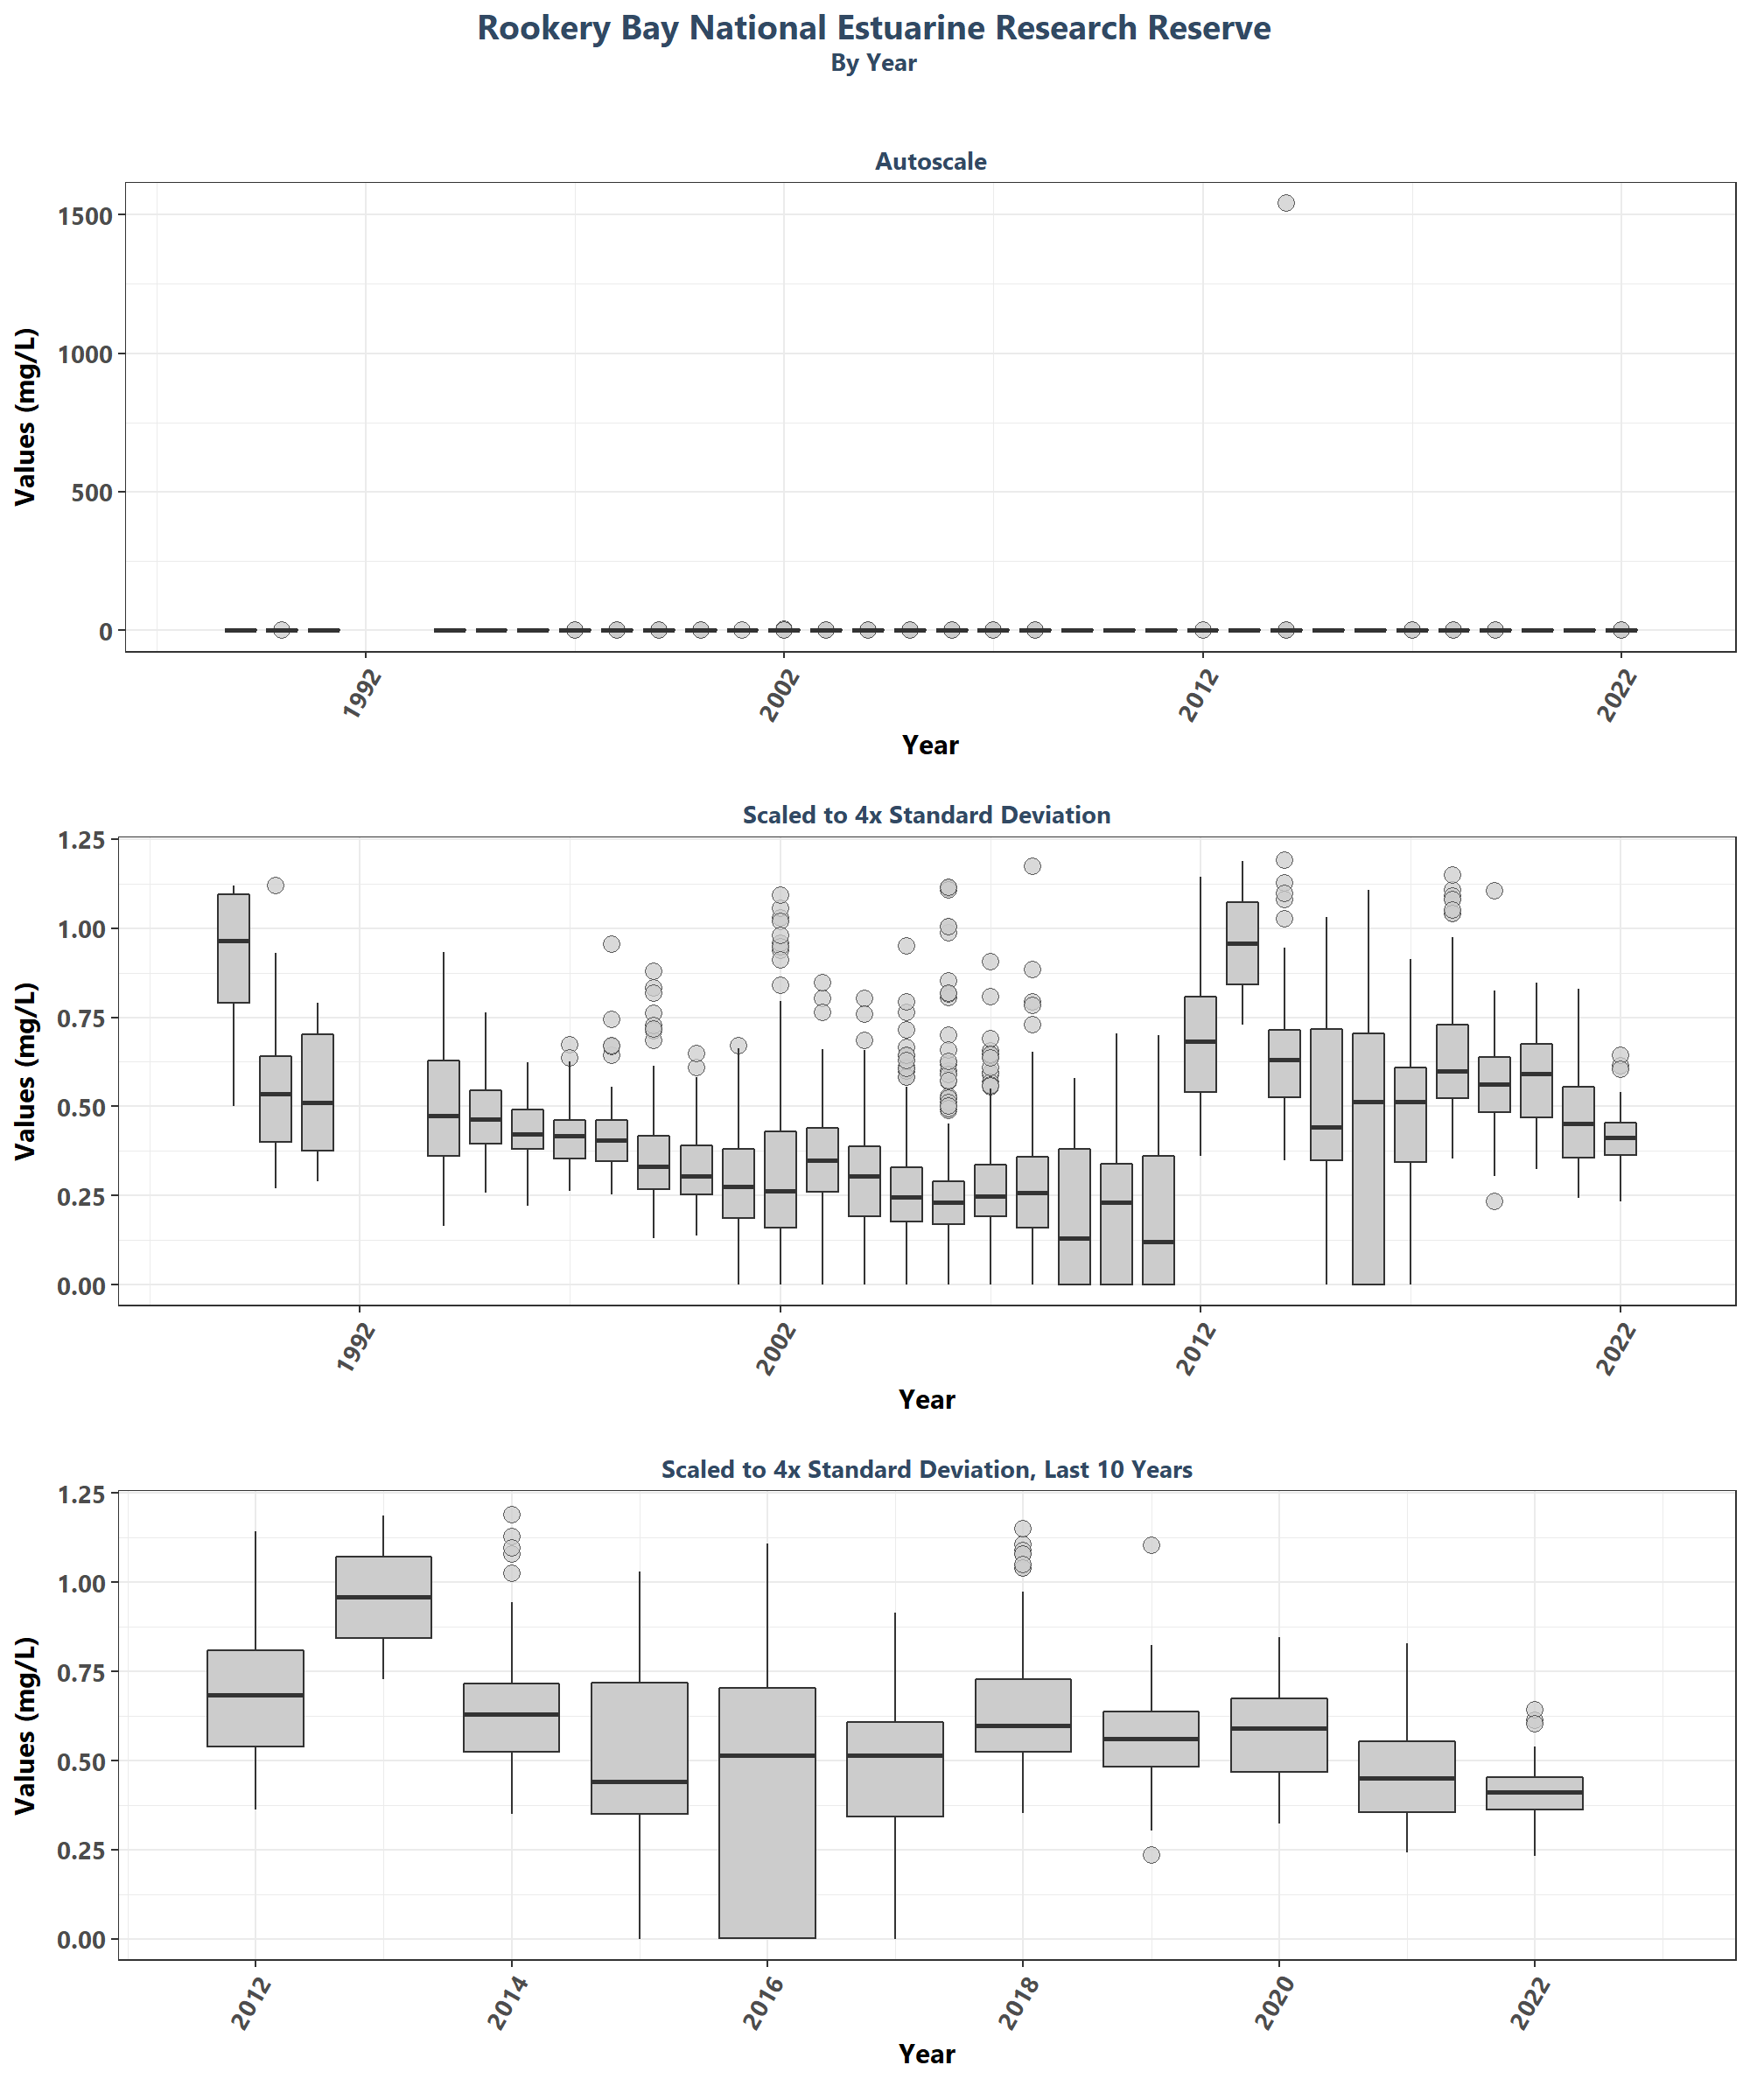 Rookery Bay National Estuarine Research Reserve
By Year
Autoscale
Values (mg/L)
1500
1000
500
0
1992
2002
2012
2022
Year
Scaled to 4x Standard Deviation
Values (mg/L)
1.25
1.00
0.75
0.50
0.25
0.00
1992
2002
2012
2022
Year
Scaled to 4x Standard Deviation, Last 10 Years
Values (mg/L)
1.25
1.00
0.75
0.50
0.25
0.00
2012
2014
2016
2018
2020
2022
Year